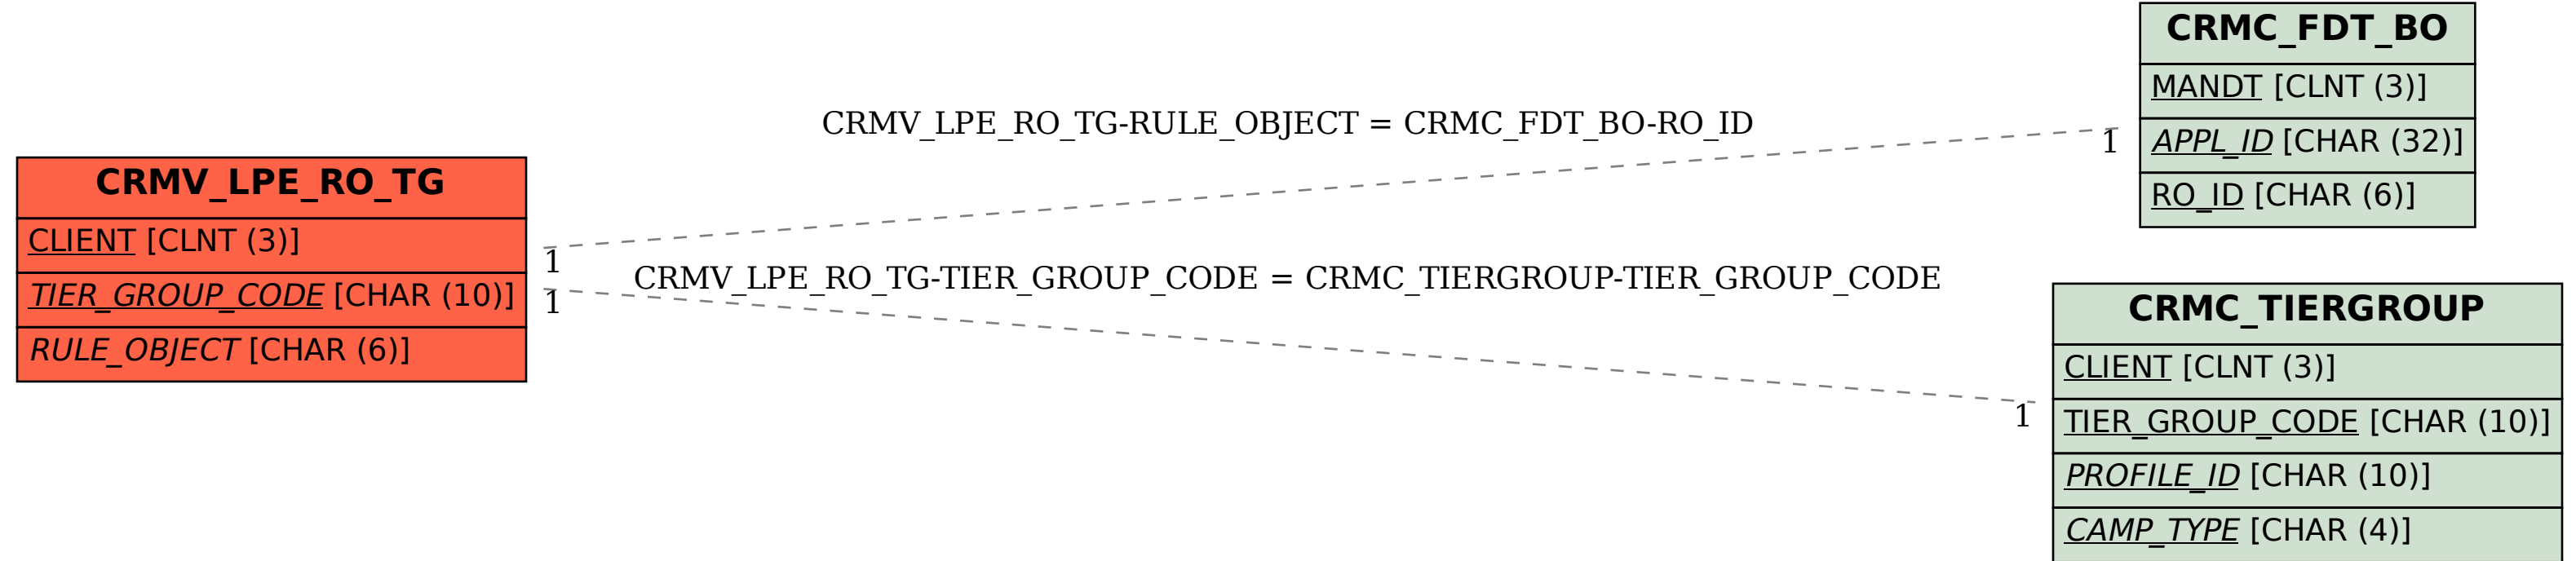 CRMV_LPE_RO_TG
CLIENT [CLNT (3)]
TIER_GROUP_CODE [CHAR (10)]
RULE_OBJECT [CHAR (6)]
CRMV_LPE_RO_TG-RULE_OBJECT = CRMC_FDT_BO-RO_ID
1
1
CRMV_LPE_RO_TG-TIER_GROUP_CODE = CRMC_TIERGROUP-TIER_GROUP_CODE
1
1
CRMC_FDT_BO
MANDT [CLNT (3)]
APPL_ID [CHAR (32)]
RO_ID [CHAR (6)]
CRMC_TIERGROUP
CLIENT [CLNT (3)]
TIER_GROUP_CODE [CHAR (10)]
PROFILE_ID [CHAR (10)]
CAMP_TYPE [CHAR (4)]